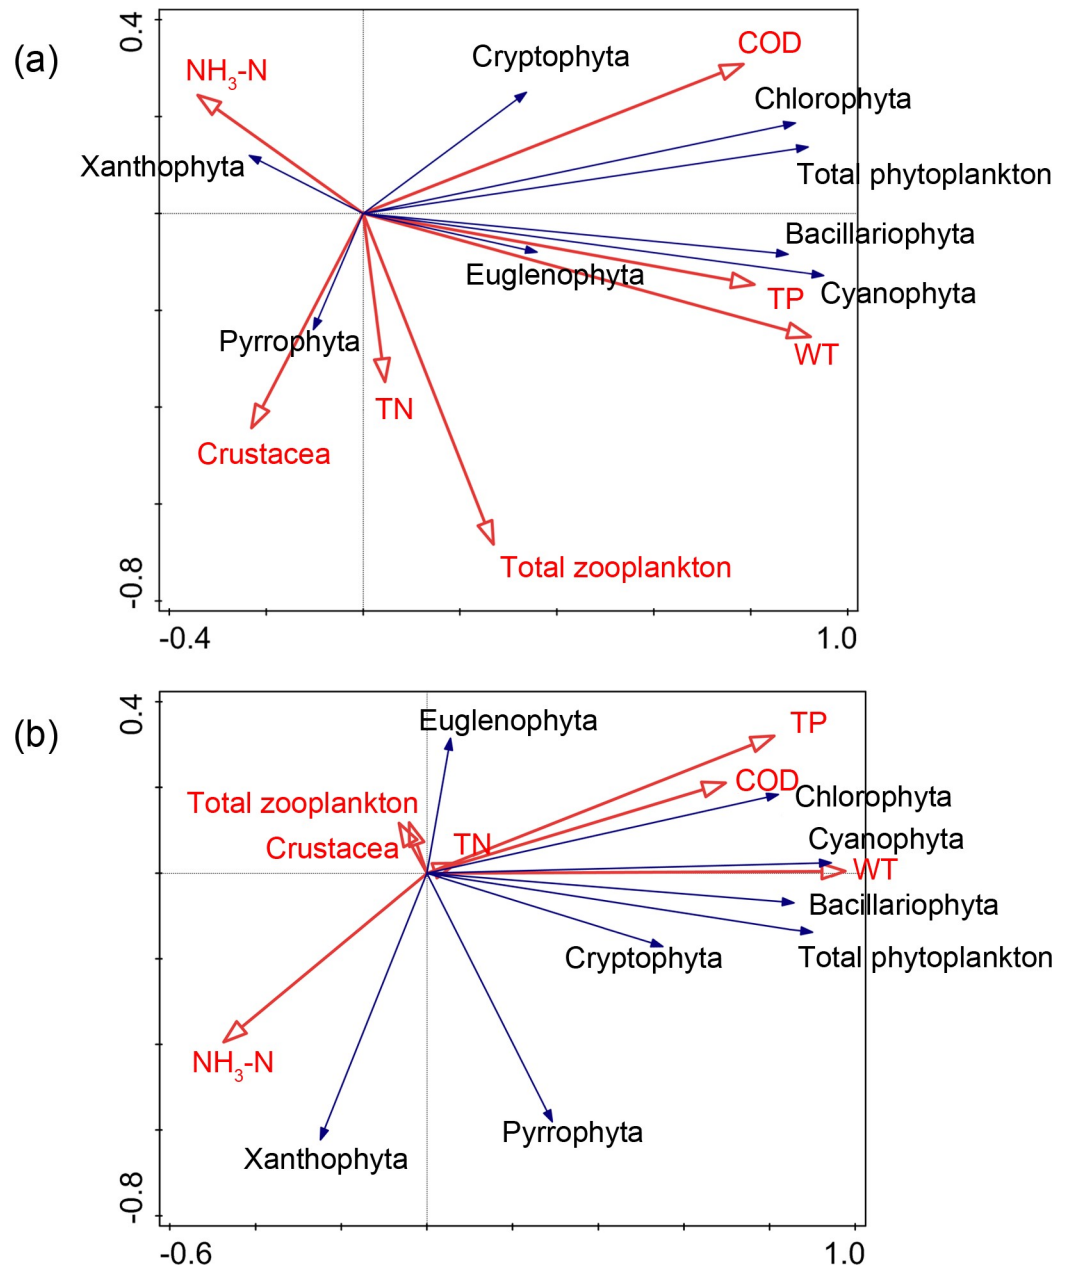 (a)
0.4
NH3-N
Cryptophyta
COD
Chlorophyta
Xanthophyta
Total phytoplankton
Bacillariophyta
Euglenophyta
TP
Cyanophyta
Pyrrophyta
WT
TN
Crustacea
Total zooplankton
-0.8
-0.4
1.0
(b)
0.4
Euglenophyta
TP
COD
Total zooplankton
Chlorophyta
Crustacea
TN
Cyanophyta
WT
Bacillariophyta
Cryptophyta
Total phytoplankton
NH3-N
Pyrrophyta
Xanthophyta
-0.8
-0.6
1.0